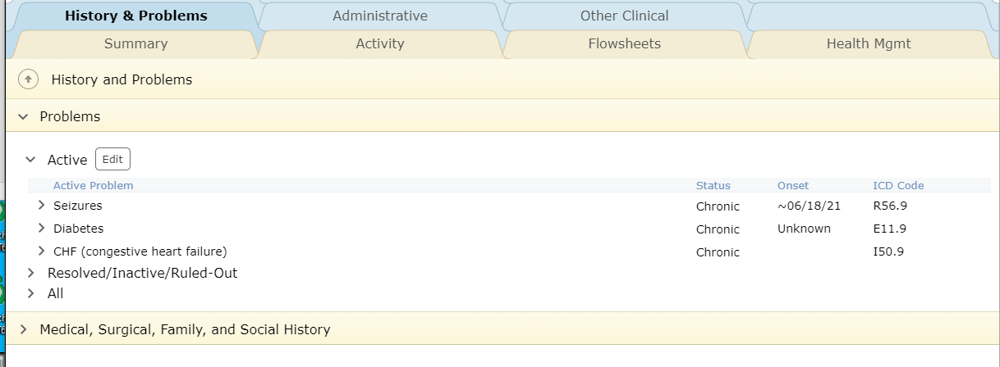 History & Problems Administrative Other Clinical
Summary Activity Flowsheets Health Mgmt
History and Problems
Problems
Active Edit
Active Problem Status Onset ICD Code
Seizures Chronic ~06/18/21 R56.9
Diabetes Chronic Unknown E11.9
CHF (congestive heart failure) Chronic I50.9
Resolved/Inactive/Ruled-Out
All
Medical, Surgical, Family, and Social History